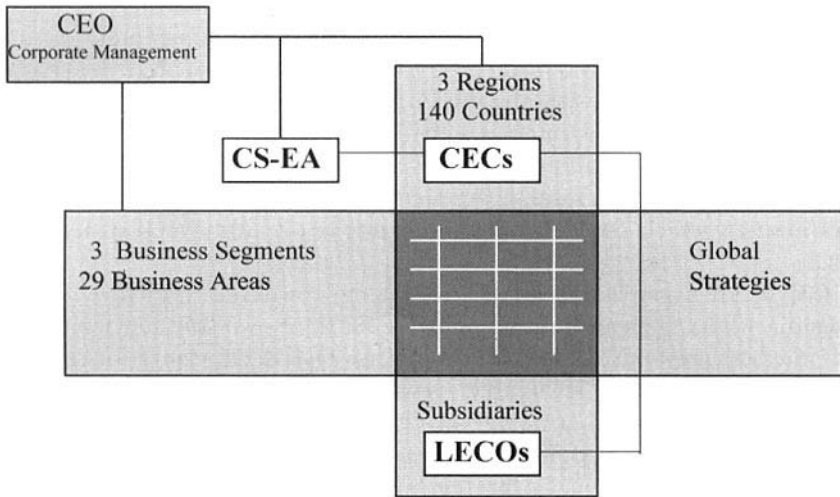 CEO
Corporate Management
3 Regions
140 Countries
CS-EA
CECs
3 Business Segments
29 Business Areas
Global
Strategies
Subsidiaries
LECOs